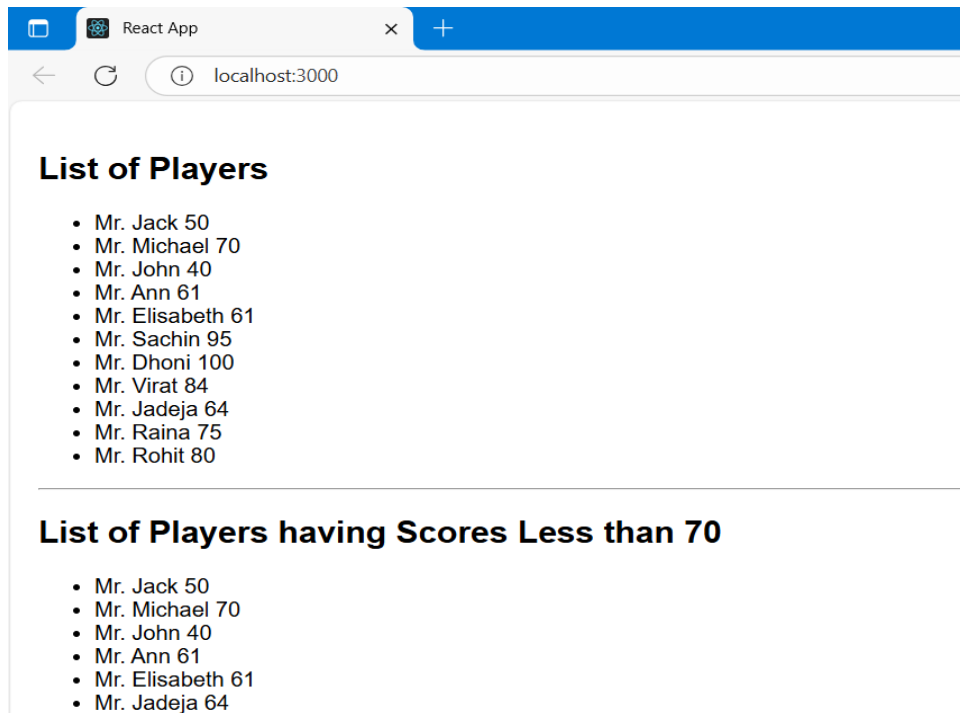 React App
localhost:3000
List of Players
Mr. Jack 50
Mr. Michael 70
Mr. John 40
Mr. Ann 61
Mr. Elisabeth 61
Mr. Sachin 95
Mr. Dhoni 100
Mr. Virat 84
Mr. Jadeja 64
Mr. Raina 75
Mr. Rohit 80
List of Players having Scores Less than 70
Mr. Jack 50
Mr. Michael 70
Mr. John 40
Mr. Ann 61
Mr. Elisabeth 61
Mr. Jadeja 64